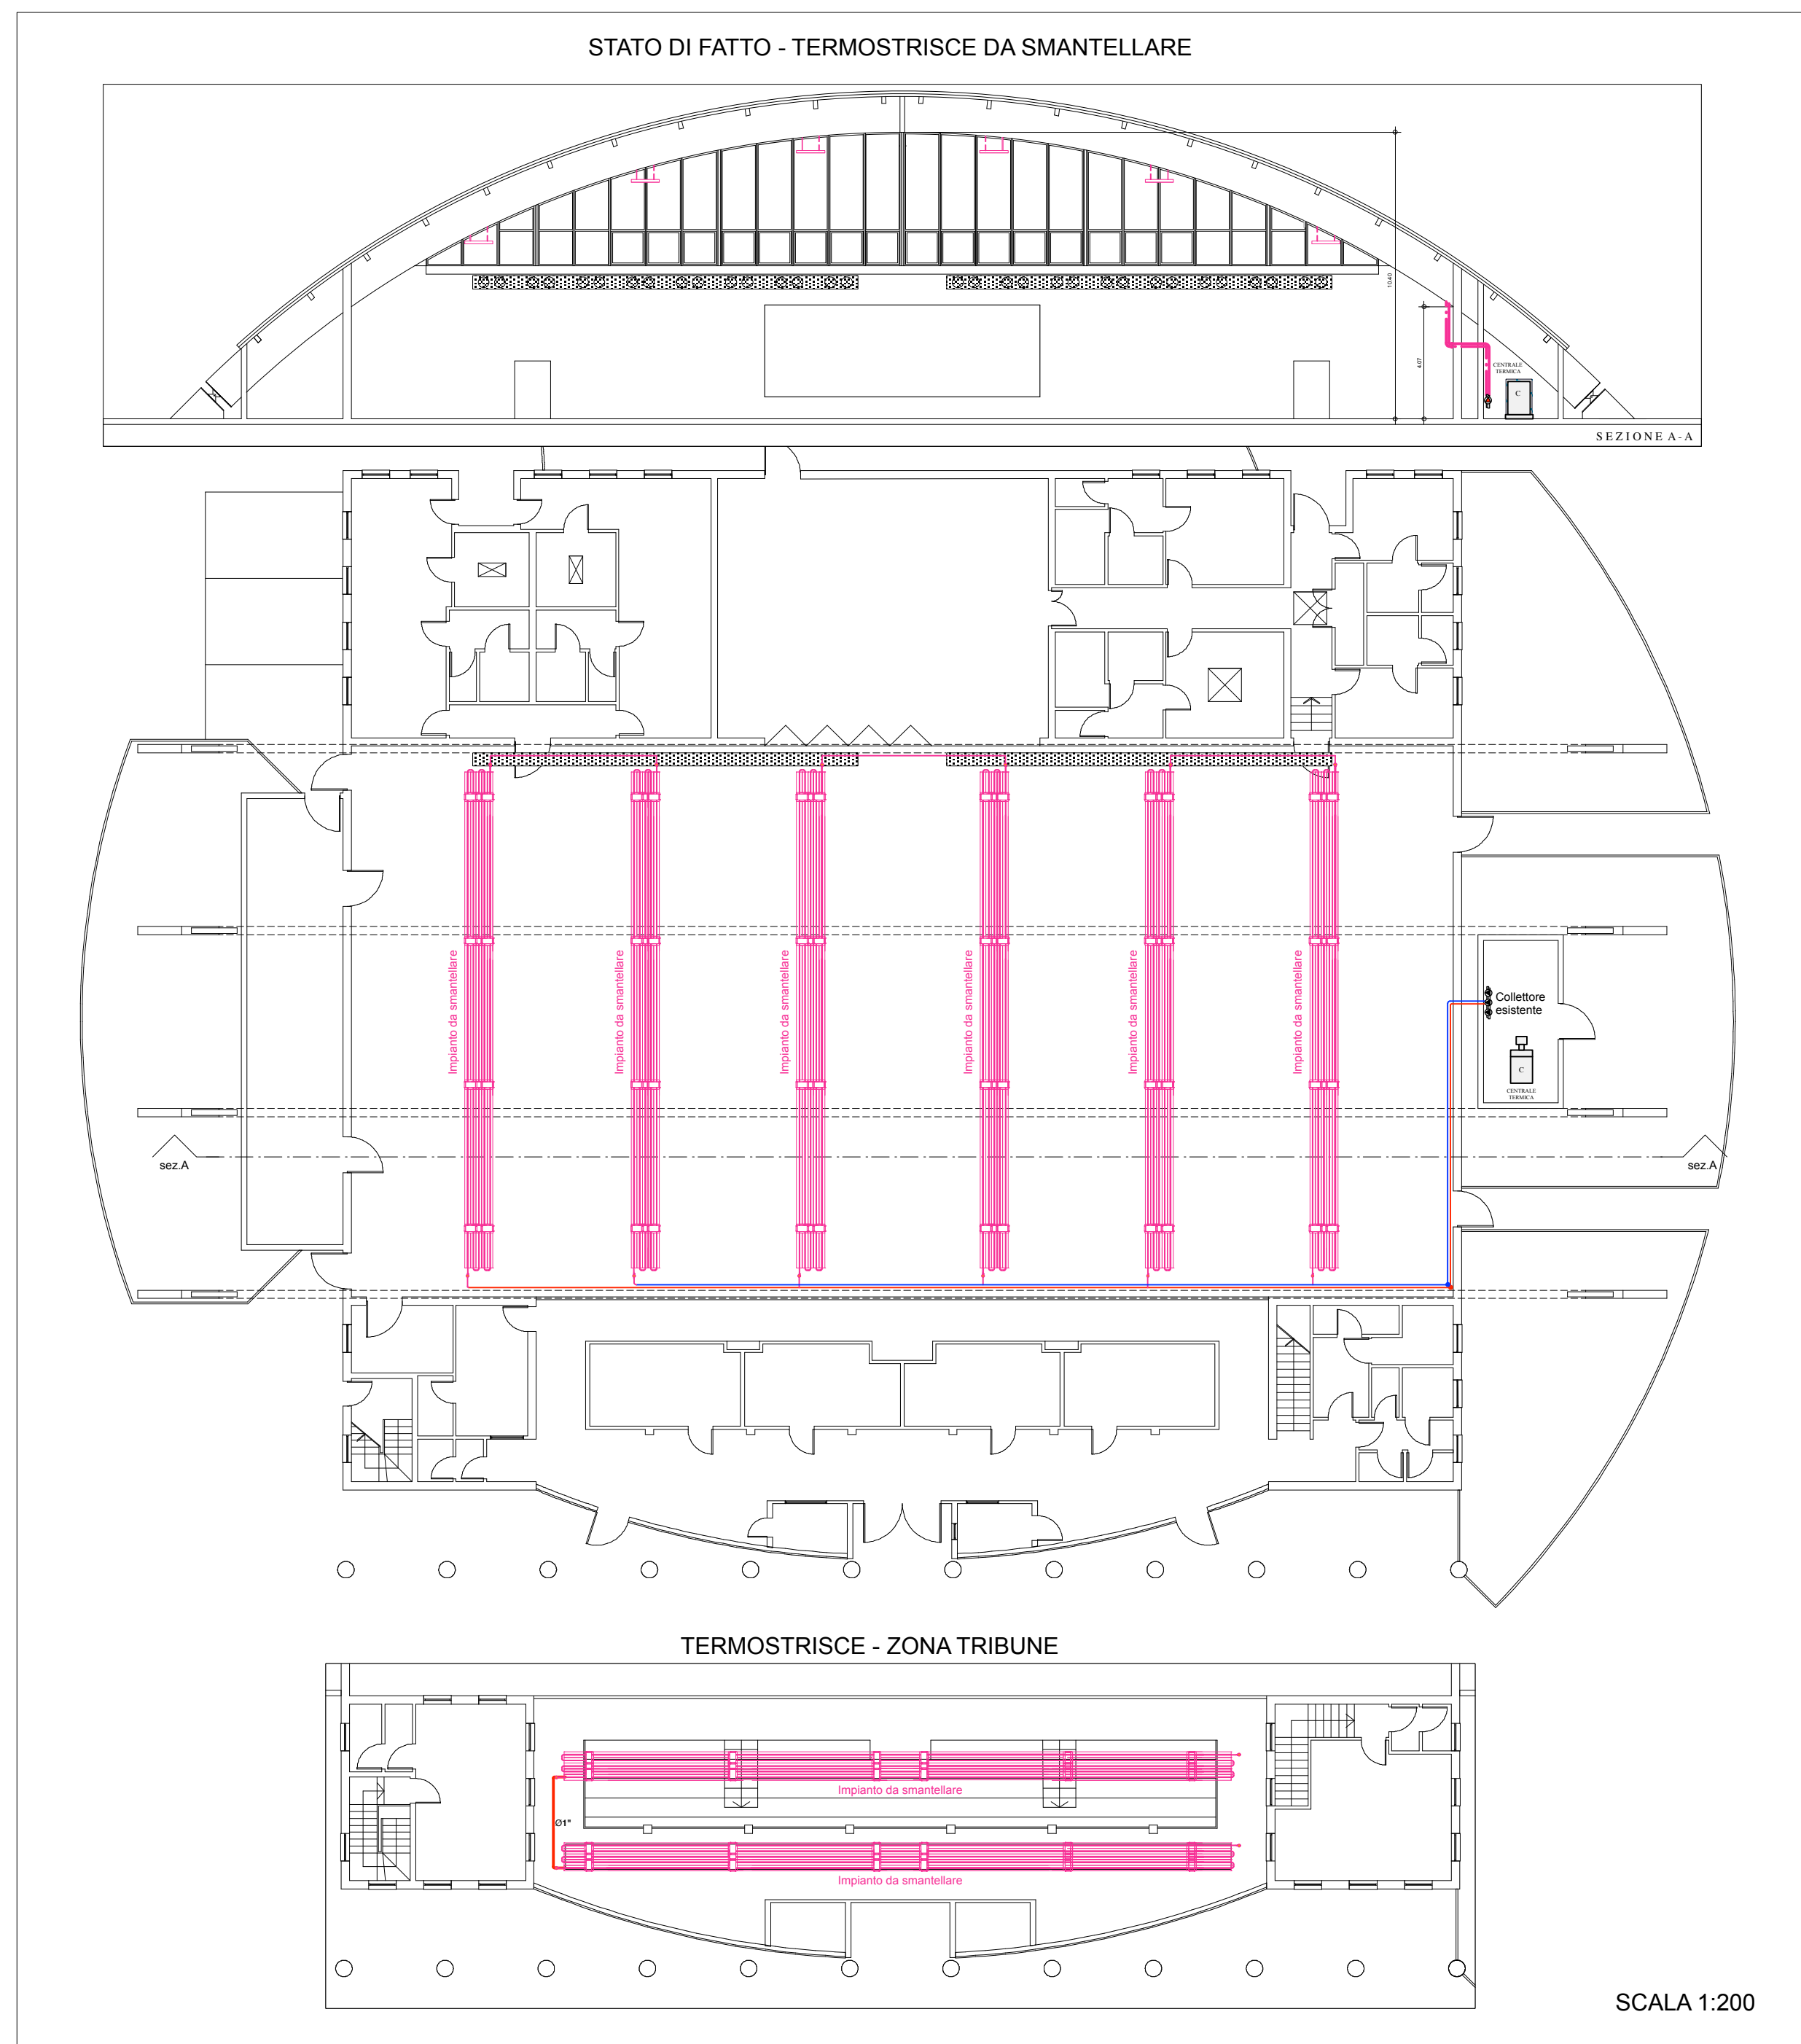 STATO DI FATTO - TERMOSTRISCE DA SMANTELLARE
10.40
4.07
CENTRALE
TERMICA
C
SEZIONE A-A
Impianto da smantellare
Impianto da smantellare
Impianto da smantellare
Impianto da smantellare
Impianto da smantellare
Impianto da smantellare
Collettore
esistente
C
CENTRALE
TERMICA
sez.A
sez.A
TERMOSTRISCE - ZONA TRIBUNE
Impianto da smantellare
Ø1"
Impianto da smantellare
SCALA 1:200